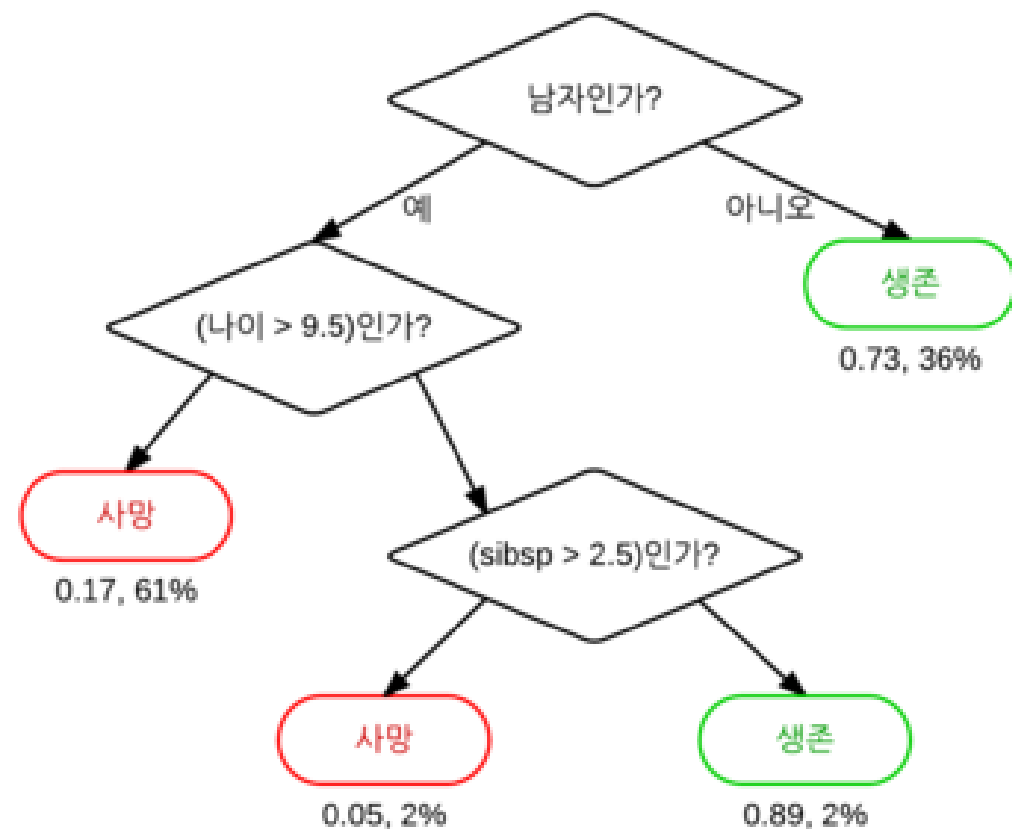 남자인가?
예
아니오
생존
0.73, 36%
(나이 > 9.5)인가?
사망
0.17, 61%
(sibsp > 2.5)인가?
사망
0.05, 2%
생존
0.89, 2%